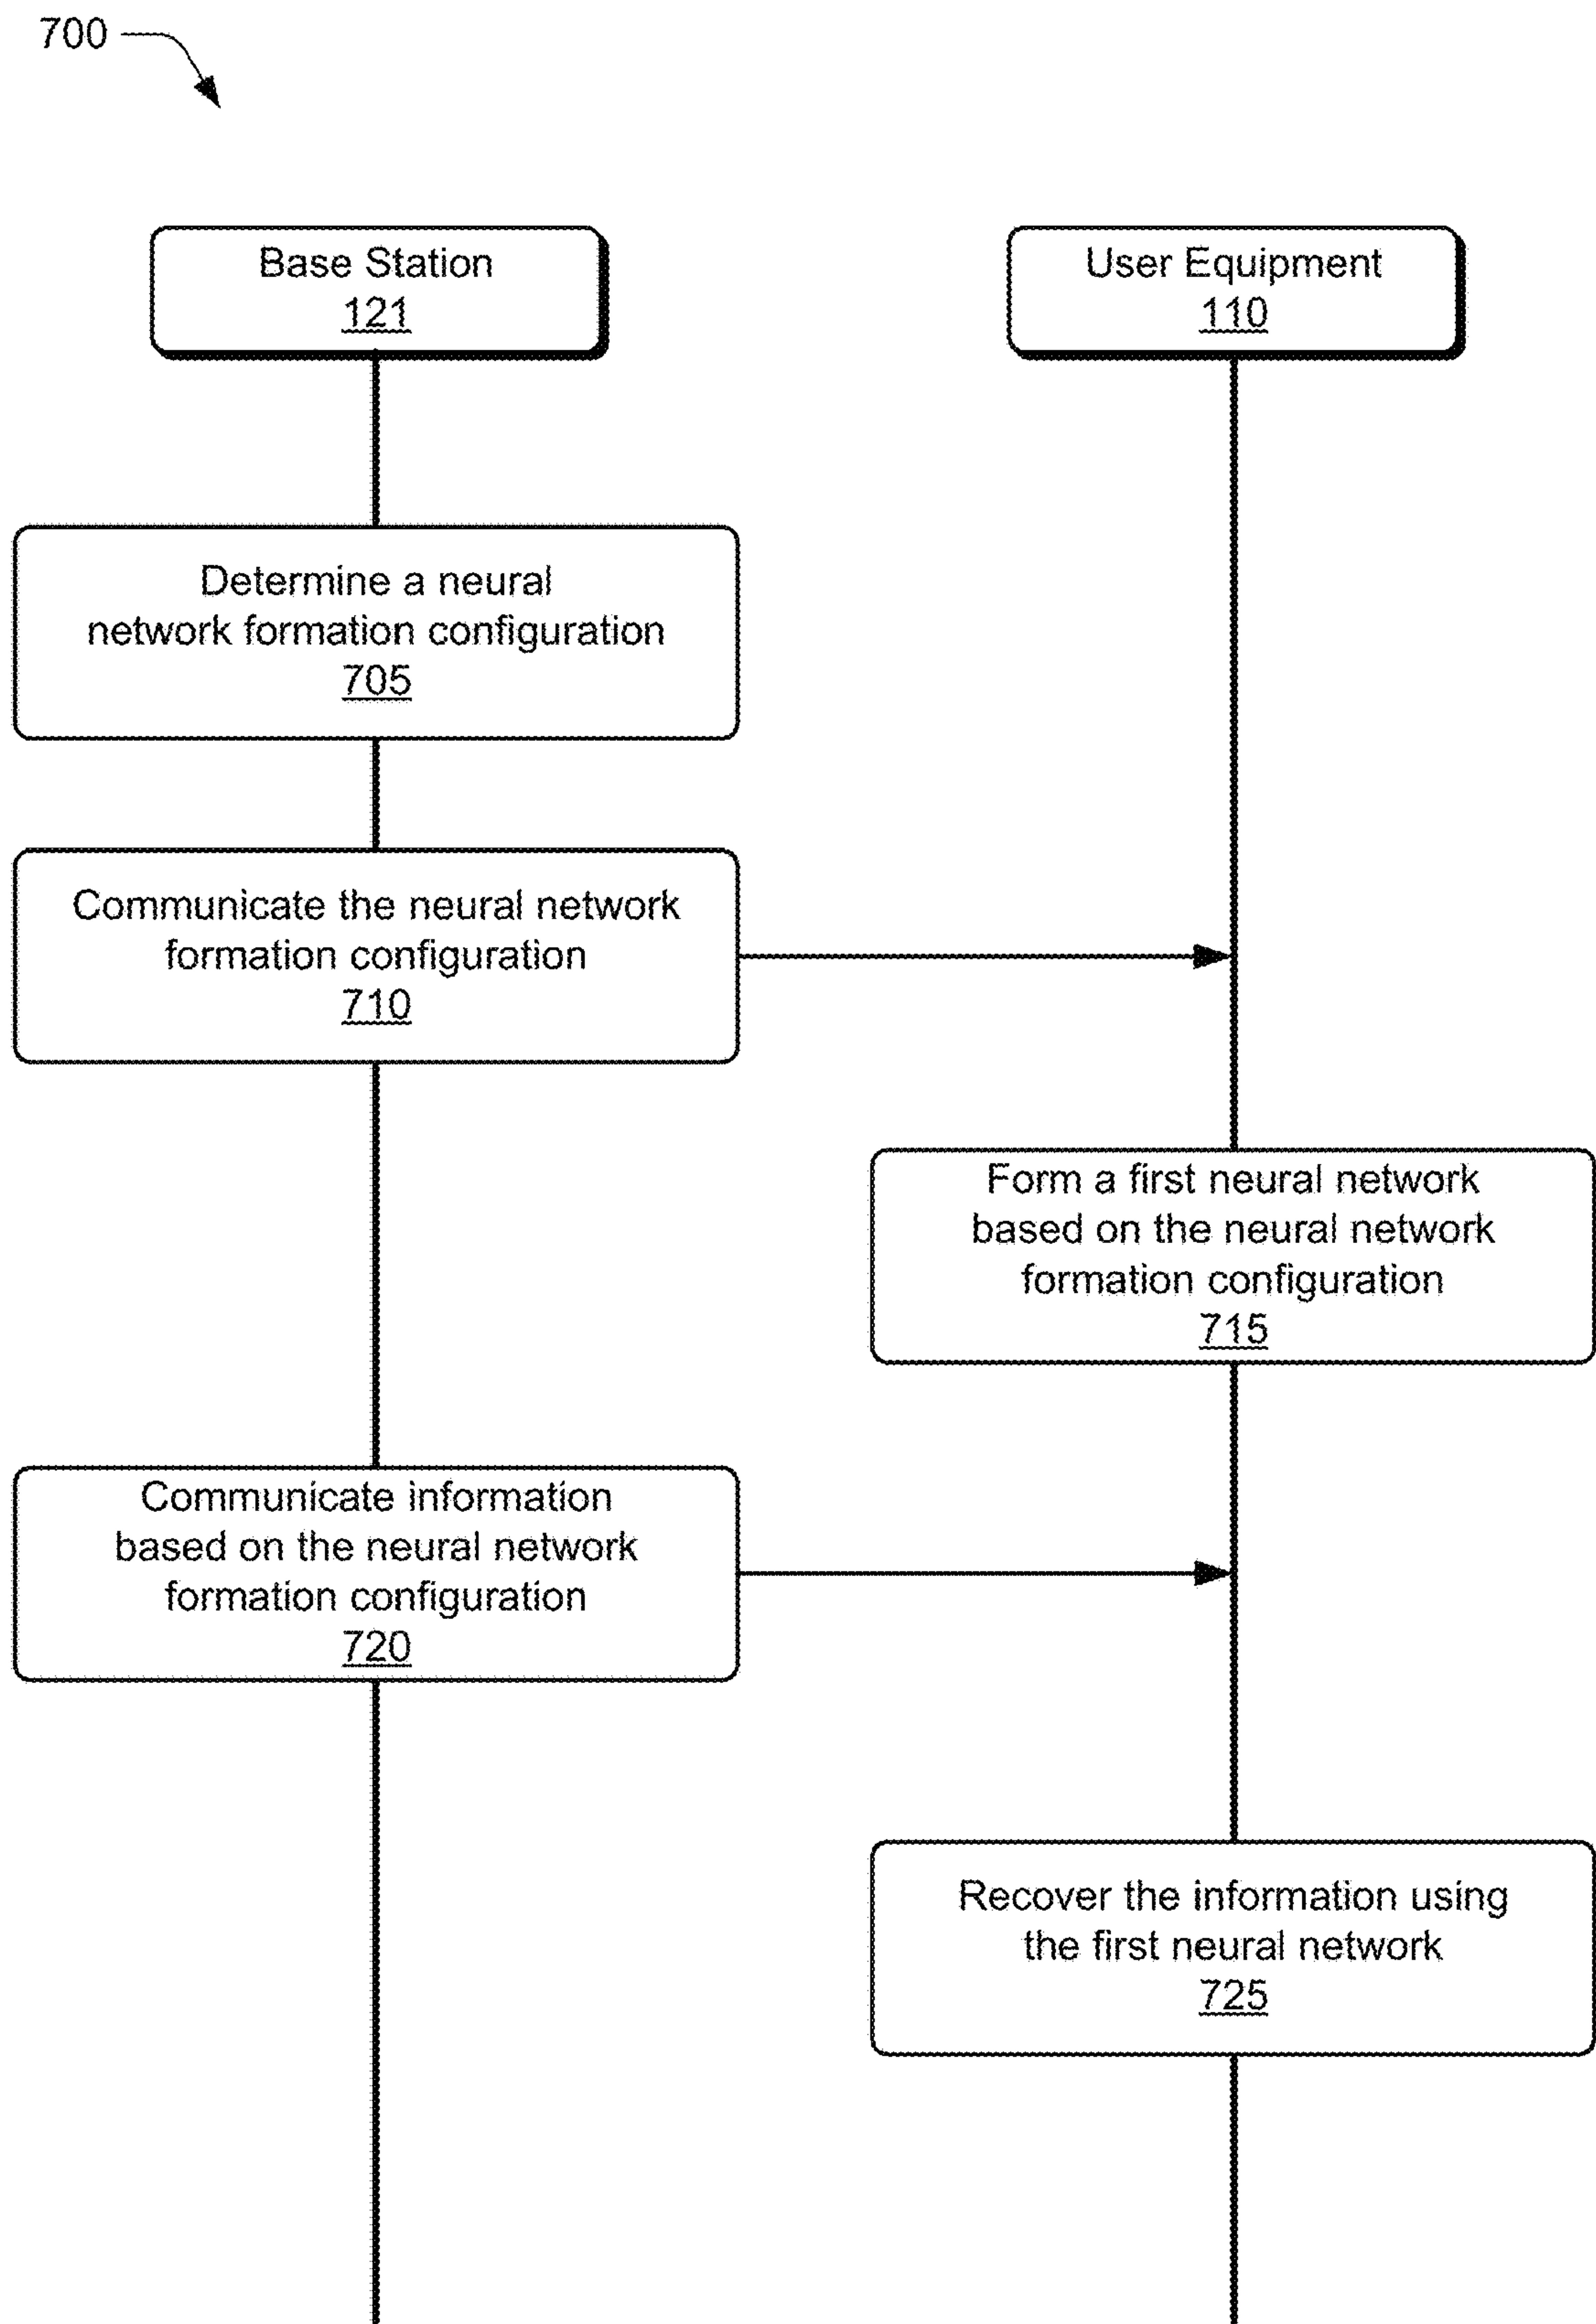 700
Base Station
121
User Equipment
110
Determine a neural
network formation configuration
705
Communicate the neural network
formation configuration
710
Form a first neural network
based on the neural network
formation configuration
715
Communicate information
based on the neural network
formation configuration
720
Recover the information using
the first neural network
725